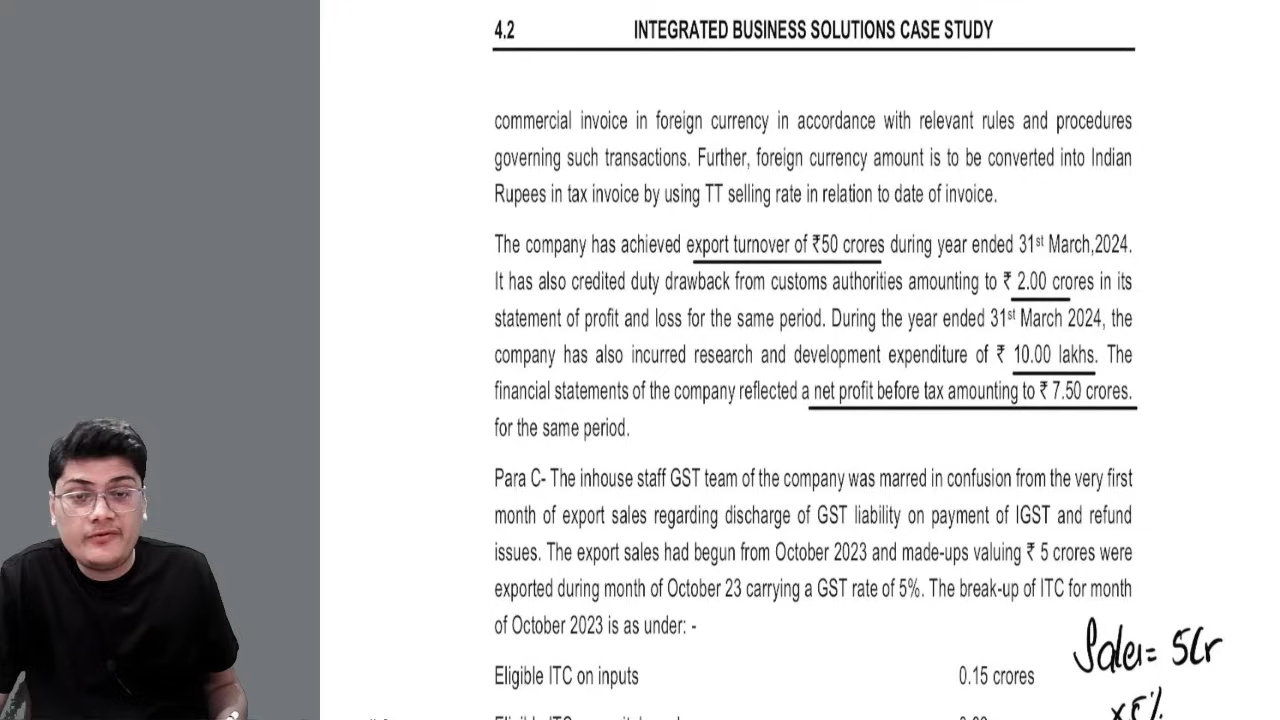 4.2 INTEGRATED BUSINESS SOLUTIONS CASE STUDY
commercial invoice in foreign currency in accordance with relevant rules and procedures
governing such transactions. Further, foreign currency amount is to be converted into Indian
Rupees in tax invoice by using TT selling rate in relation to date of invoice.
The company has achieved export turnover of ₹50 crores during year ended 31st March,2024.
It has also credited duty drawback from customs authorities amounting to ₹ 2.00 crores in its
statement of profit and loss for the same period. During the year ended 31st March 2024, the
company has also incurred research and development expenditure of ₹ 10.00 lakhs. The
financial statements of the company reflected a net profit before tax amounting to ₹ 7.50 crores.
for the same period.
Para C- The inhouse staff GST team of the company was marred in confusion from the very first
month of export sales regarding discharge of GST liability on payment of IGST and refund
issues. The export sales had begun from October 2023 and made-ups valuing ₹ 5 crores were
exported during month of October 23 carrying a GST rate of 5%. The break-up of ITC for month
of October 2023 is as under: -
Sales = 5Cr
Eligible ITC on inputs 0.15 crores
x5%